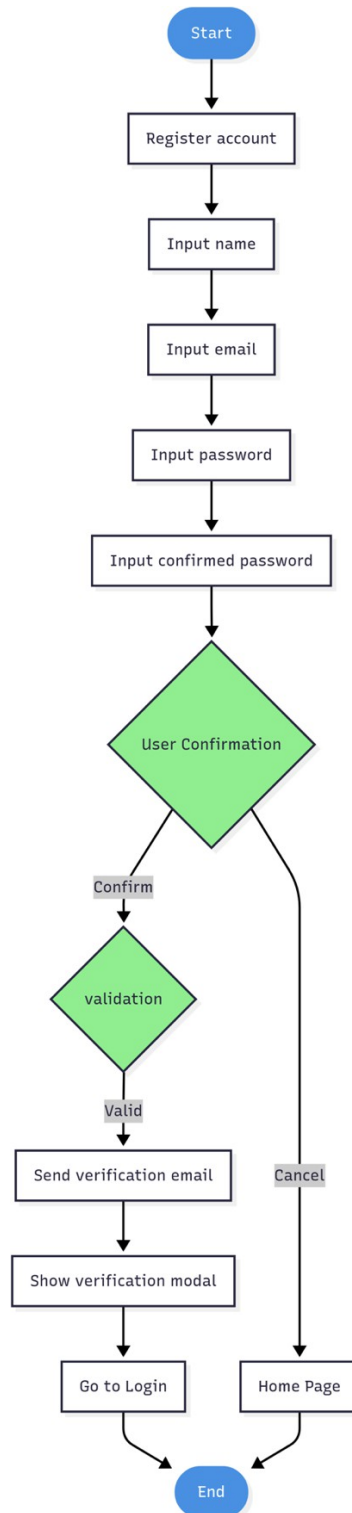 Start
Register account
Input name
Input email
Input password
Input confirmed password
User Confirmation
Confirm
validation
Valid
Send verification email
Cancel
Show verification modal
Go to Login
Home Page
End